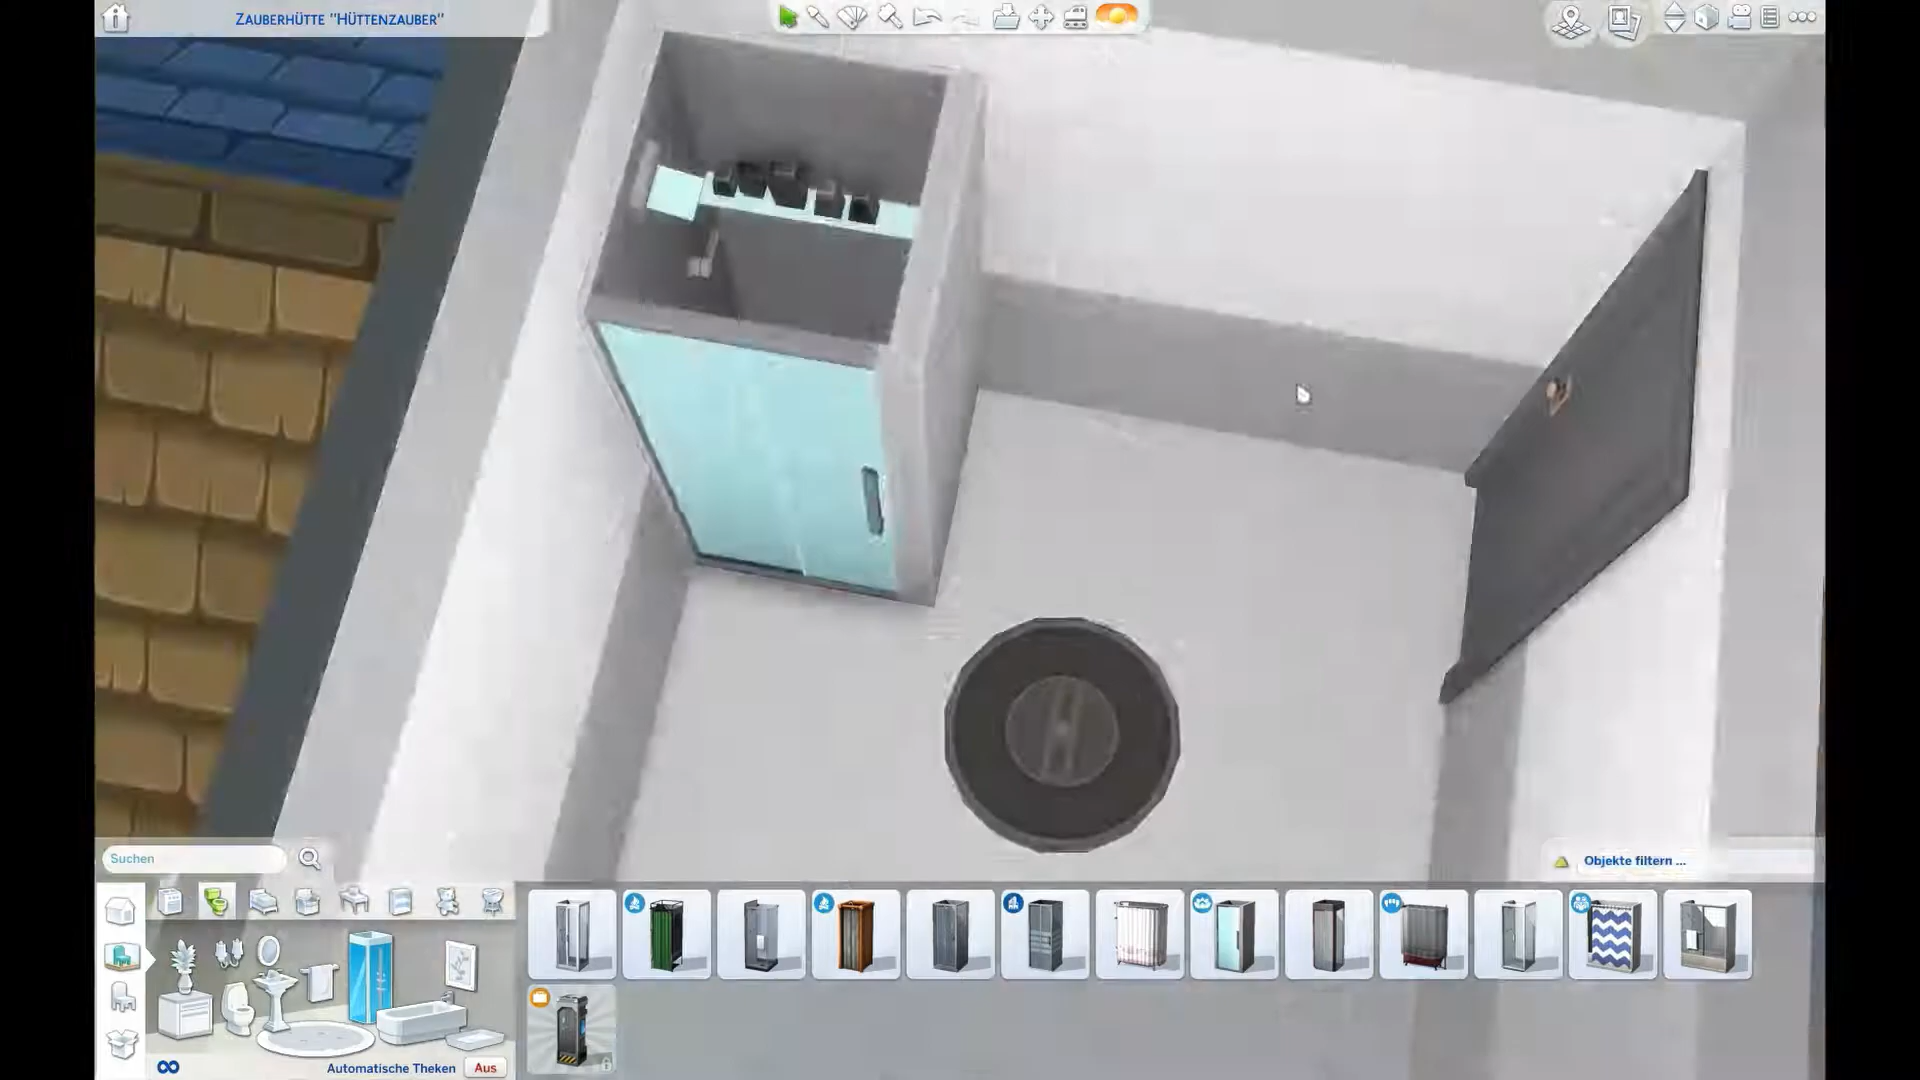 Zauberhütte "Hüttenzauber"
Suchen
Objekte filtern ...
Automatische Theken
Aus